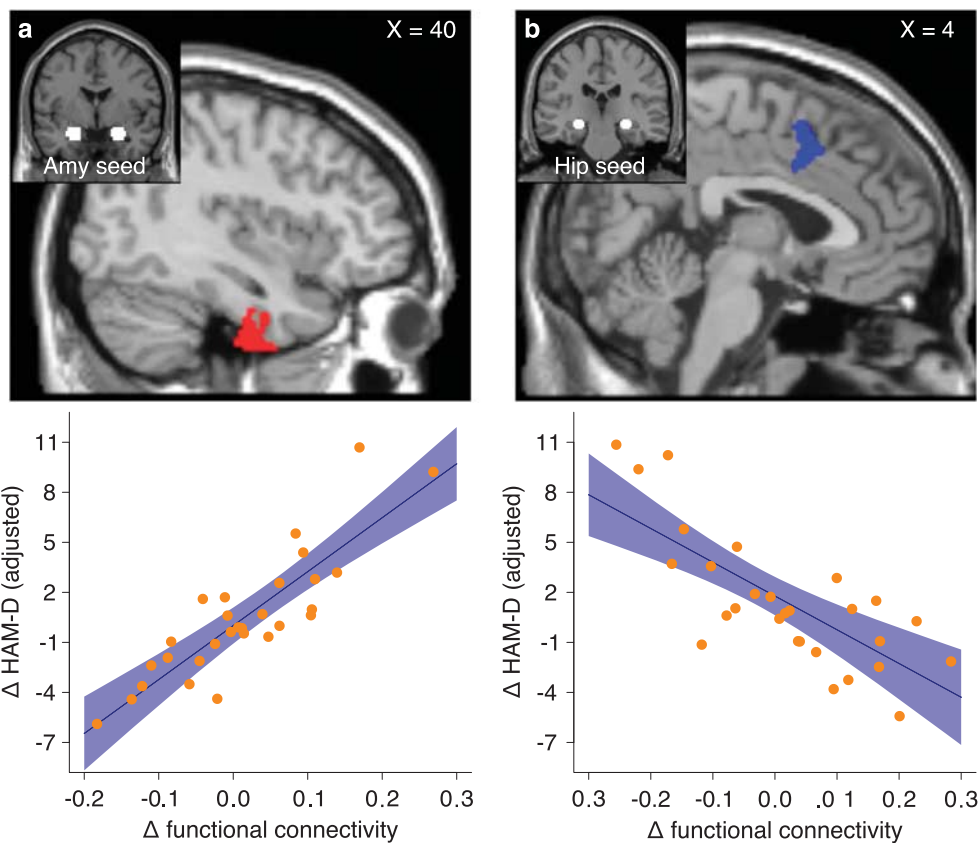 a
X = 40
Amy seed
b
X = 4
Hip seed
11
8
5
2
-1
-4
-7
Δ HAM-D (adjusted)
-0.2 -0.1 0.0 0.1 0.2 0.3
Δ functional connectivity
11
8
5
2
-1
-4
-7
Δ HAM-D (adjusted)
-0.3 -0.2 -0.1 0.0 .0 1 0.2 0.3
Δ functional connectivity